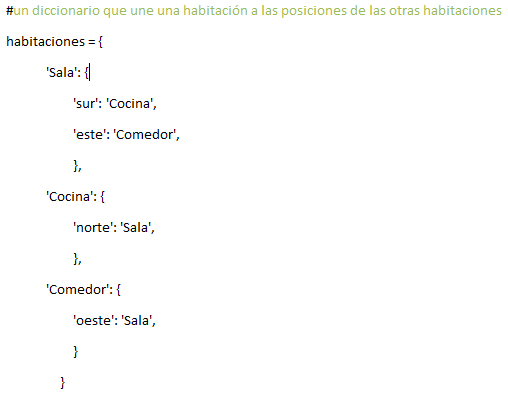 #un diccionario que une una habitación a las posiciones de las otras habitaciones
habitaciones = {
'Sala': {
'sur': 'Cocina',
'este': 'Comedor',
},
'Cocina': {
'norte': 'Sala',
},
'Comedor': {
'oeste': 'Sala',
}
}